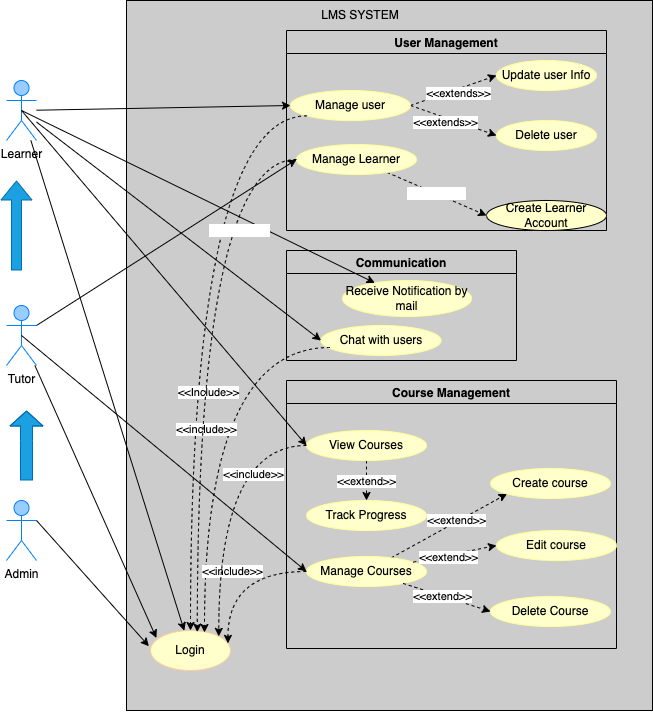 LMS SYSTEM
User Management
Update user Info
<<extends>>
Manage user
<<extends>>
Delete user
Learner
Manage Learner
Create Learner
Account
Communication
Receive Notification by
mail
Chat with users
Tutor
Course Management
<<Include>>
<<include>>
View Courses
<<include>>
<<extend>>
Create course
Track Progress
<<extend>>
Edit course
<<extend>>
Admin
<<include>>
Manage Courses
<<extend>>
Delete Course
Login